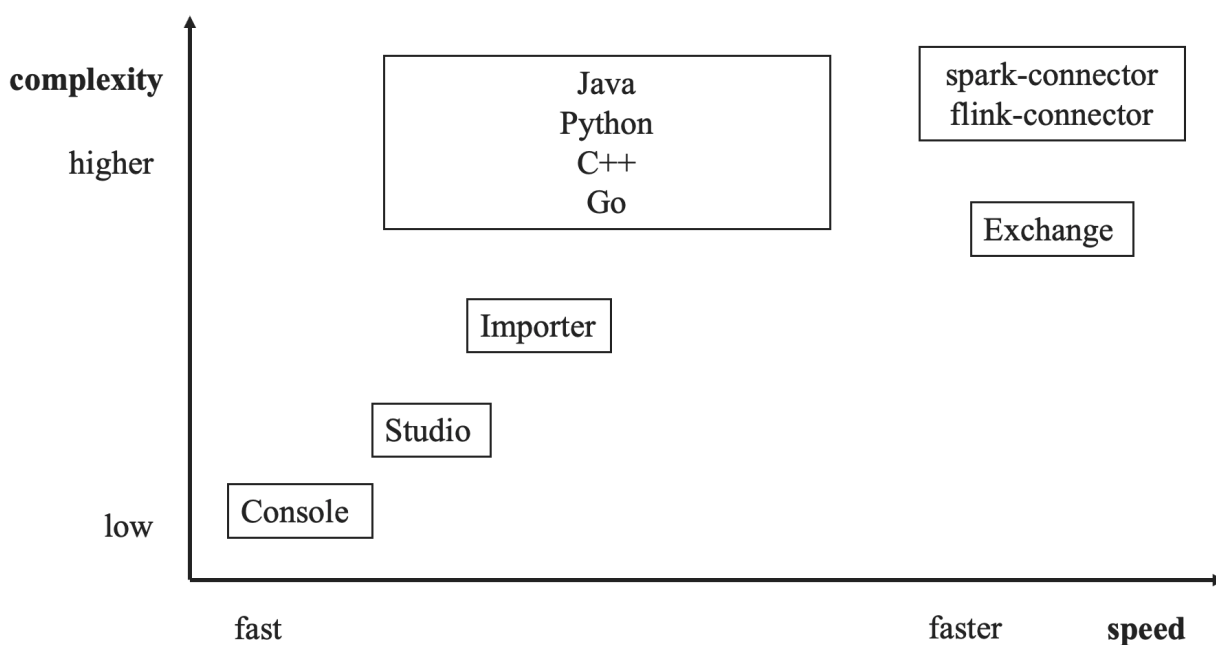 complexity
higher
low
Java
Python
C++
Go
spark-connector
flink-connector
Exchange
Importer
Studio
Console
fast
faster
speed